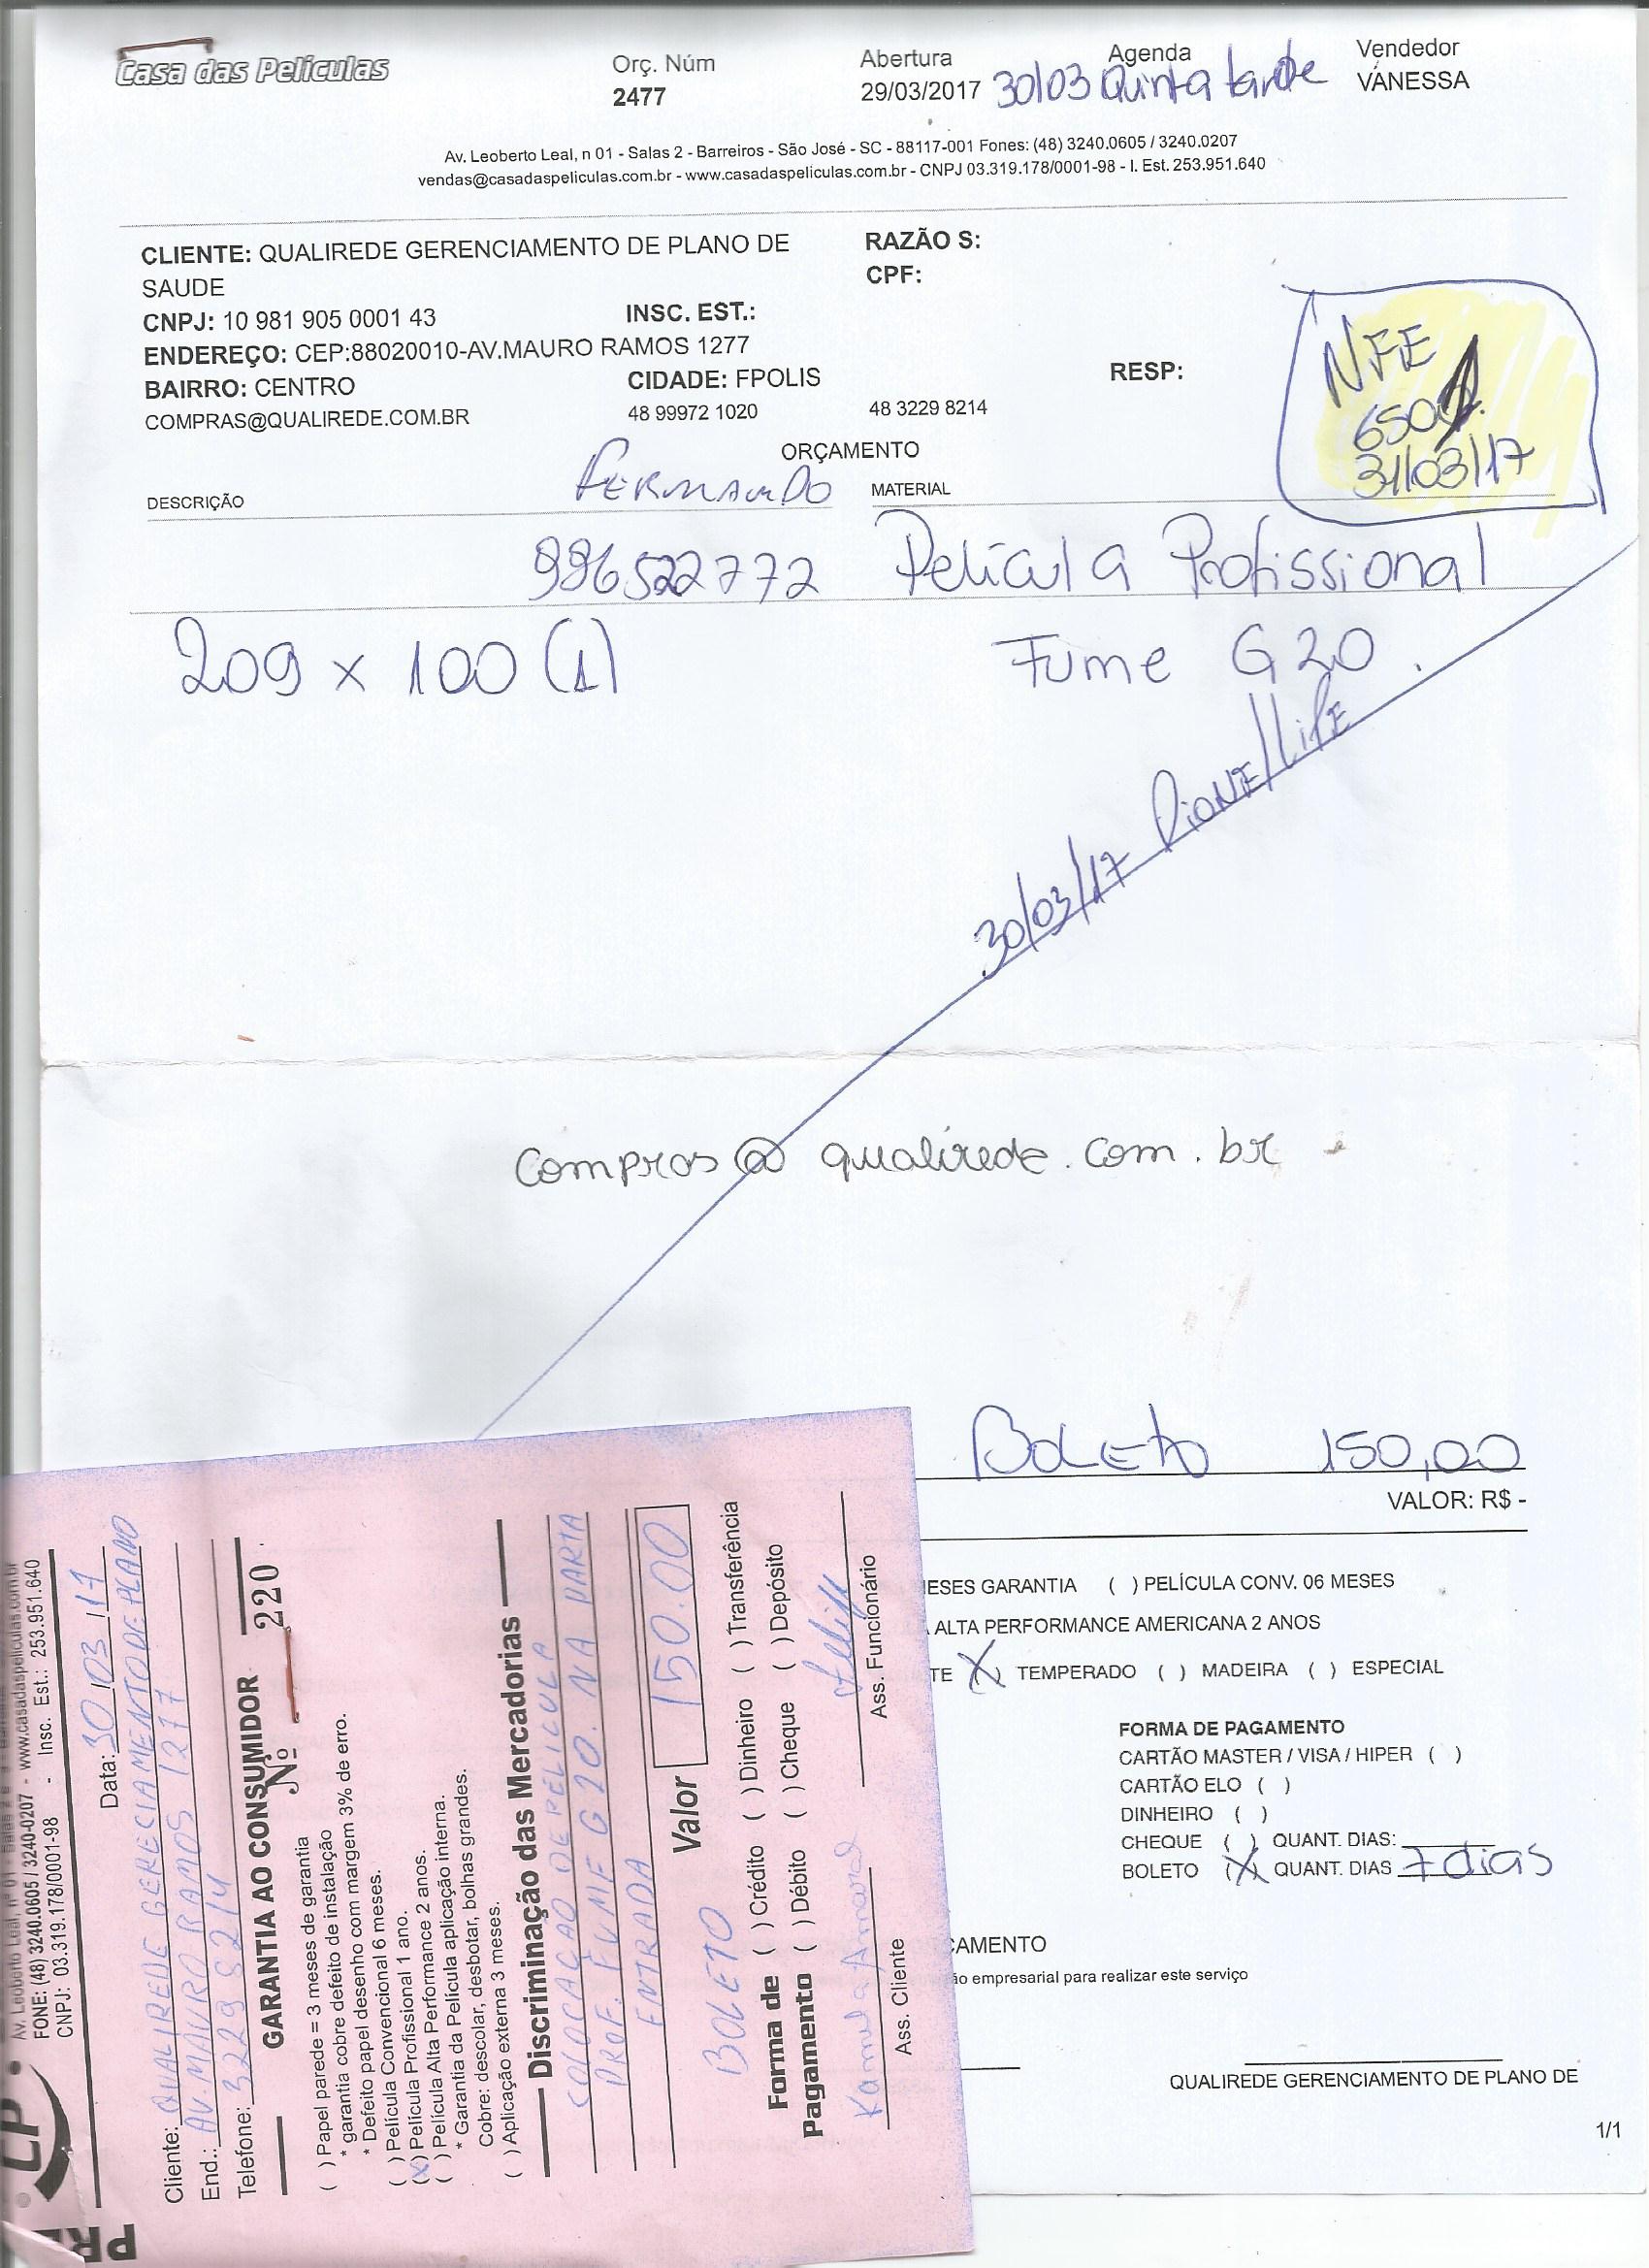 Casa das Películas
Orç. Núm
2477
Abertura
29/03/2017
Agenda
30/03 Quinta tarde
Vendedor
VANESSA
Av. Leoberto Leal, n 01 - Salas 2 - Barreiros - São José - SC - 88117-001 Fones: (48) 3240.0605 / 3240.0207
vendas@casadaspeliculas.com.br - www.casadaspeliculas.com.br - CNPJ 03.319.178/0001-98 - I. Est. 253.951.640
CLIENTE: QUALIREDE GERENCIAMENTO DE PLANO DE
SAUDE
RAZÃO S:
CPF:
CNPJ: 10 981 905 0001 43
INSC. EST.:
ENDEREÇO: CEP:88020010-AV.MAURO RAMOS 1277
BAIRRO: CENTRO
CIDADE: FPOLIS
RESP:
COMPRAS@QUALIREDE.COM.BR
48 99972 1020
48 3229 8214
NFE
31/03/17
ORÇAMENTO
DESCRIÇÃO
FERNANDO
MATERIAL
996522772
Película Profissional
209 x 100 (1)
Fume G20
30/03/17
compras@qualirede.com.br
Boleto 150,00
VALOR: R$ -
ESES GARANTIA ( ) PELÍCULA CONV. 06 MESES
ALTA PERFORMANCE AMERICANA 2 ANOS
TE (X) TEMPERADO ( ) MADEIRA ( ) ESPECIAL
FORMA DE PAGAMENTO
CARTÃO MASTER / VISA / HIPER ( )
CARTÃO ELO ( )
DINHEIRO ( )
CHEQUE ( ) QUANT. DIAS:
BOLETO (X) QUANT. DIAS 7 dias
AMENTO
ão empresarial para realizar este serviço
QUALIREDE GERENCIAMENTO DE PLANO DE
1/1
CP
FONE: (48) 3240.0605 / 3240-0207 - www.casadaspeliculas.com.br
CNPJ: 03.319.178/0001-98 - Insc. Est.: 253.951.640
Data: 30/03/17
Cliente: QUALIREDE GERECIAMENTO DE PLANO
End.: AV. MAURO RAMOS 1277
Telefone: 3229 8214
GARANTIA AO CONSUMIDOR
Nº 220
( ) Papel parede = 3 meses de garantia
* garantia cobre defeito de instalação
* Defeito papel desenho com margem 3% de erro.
( ) Película Convencional 6 meses.
(X) Película Profissional 1 ano.
( ) Película Alta Performance 2 anos.
* Garantia da Película aplicação interna.
Cobre: descolar, desbotar, bolhas grandes.
( ) Aplicação externa 3 meses.
Discriminação das Mercadorias
COLOCAÇÃO DE PELICULA
PROF. FUME G20. NA PARTA
ENTRADA
Valor 150.00
BOLETO
Forma de Pagamento
( ) Crédito ( ) Dinheiro ( ) Transferência
( ) Débito ( ) Cheque ( ) Depósito
Kamila Amaral
Ass. Cliente
Ass. Funcionário